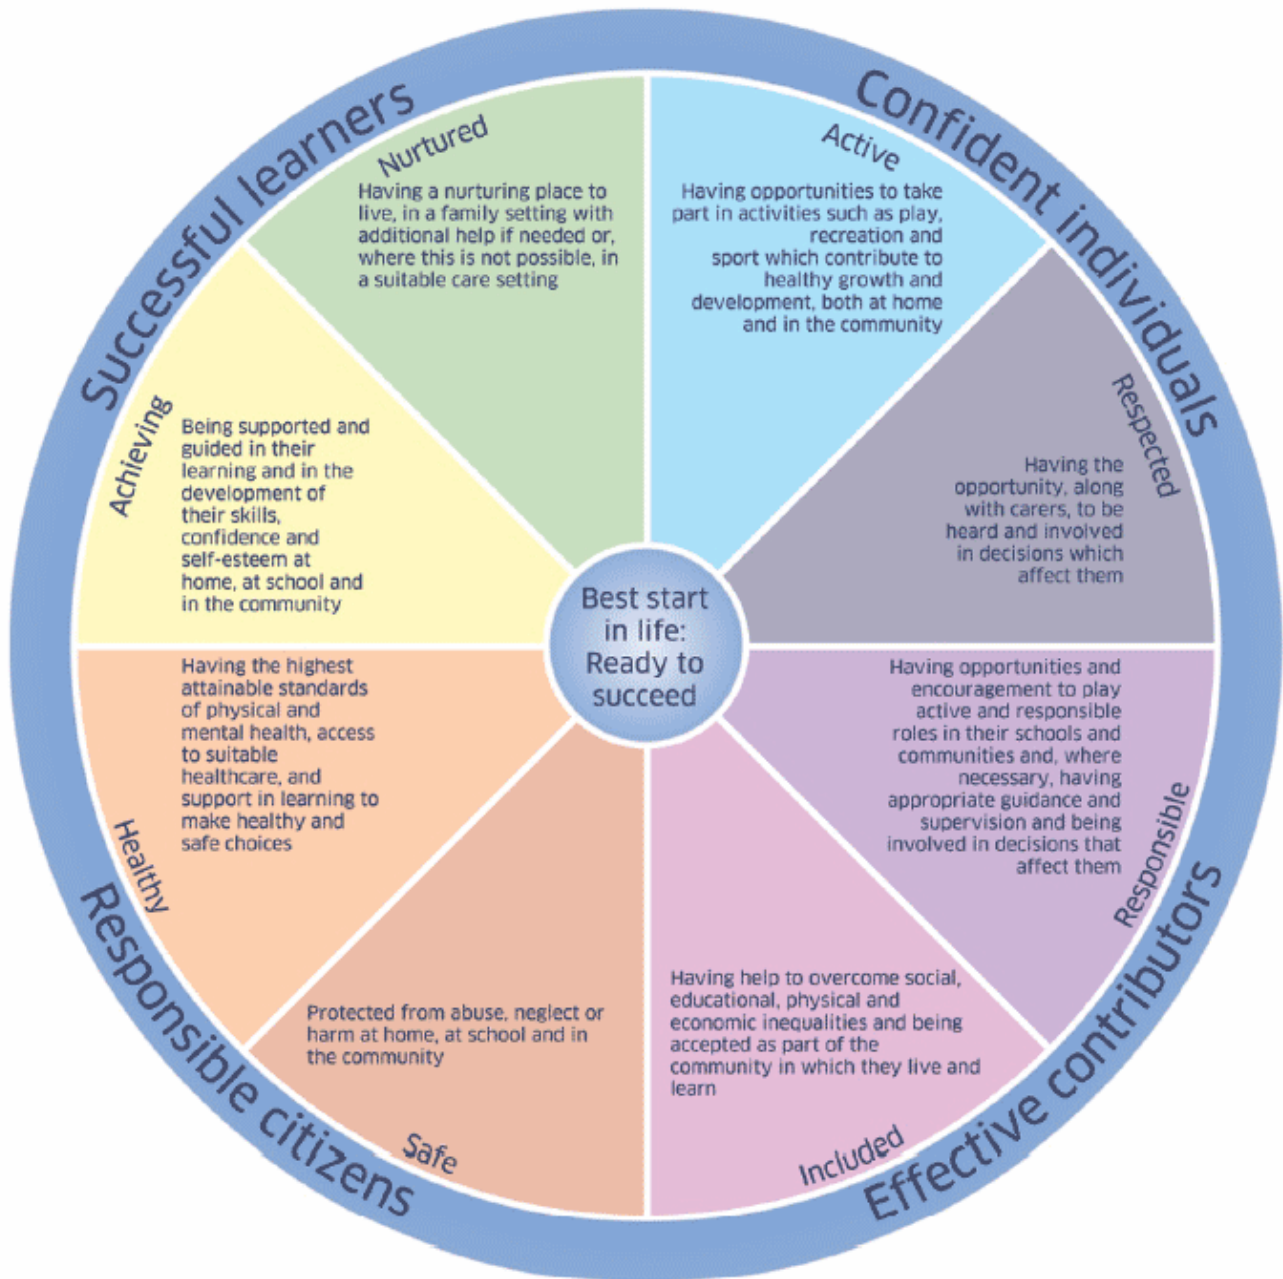 Successful learners
Confident individuals
Nurtured
Having a nurturing place to
live, in a family setting with
additional help if needed or,
where this is not possible, in
a suitable care setting
Active
Having opportunities to take
part in activities such as play,
recreation and
sport which contribute to
healthy growth and
development, both at home
and in the community
Achieving
Being supported and
guided in their
learning and in the
development of
their skills,
confidence and
self-esteem at
home, at school and
in the community
Respected
Having the
opportunity, along
with carers, to be
heard and involved
in decisions which
affect them
Best start
in life:
Ready to
succeed
Having the highest
attainable standards
of physical and
mental health, access
to suitable
healthcare, and
support in learning to
make healthy and
safe choices
Healthy
Having opportunities and
encouragement to play
active and responsible
roles in their schools and
communities and, where
necessary, having
appropriate guidance and
supervision and being
involved in decisions that
affect them
Responsible
Protected from abuse, neglect or
harm at home, at school and in
the community
Safe
Having help to overcome social,
educational, physical and
economic inequalities and being
accepted as part of the
community in which they live and
learn
Included
Responsible citizens
Effective contributors